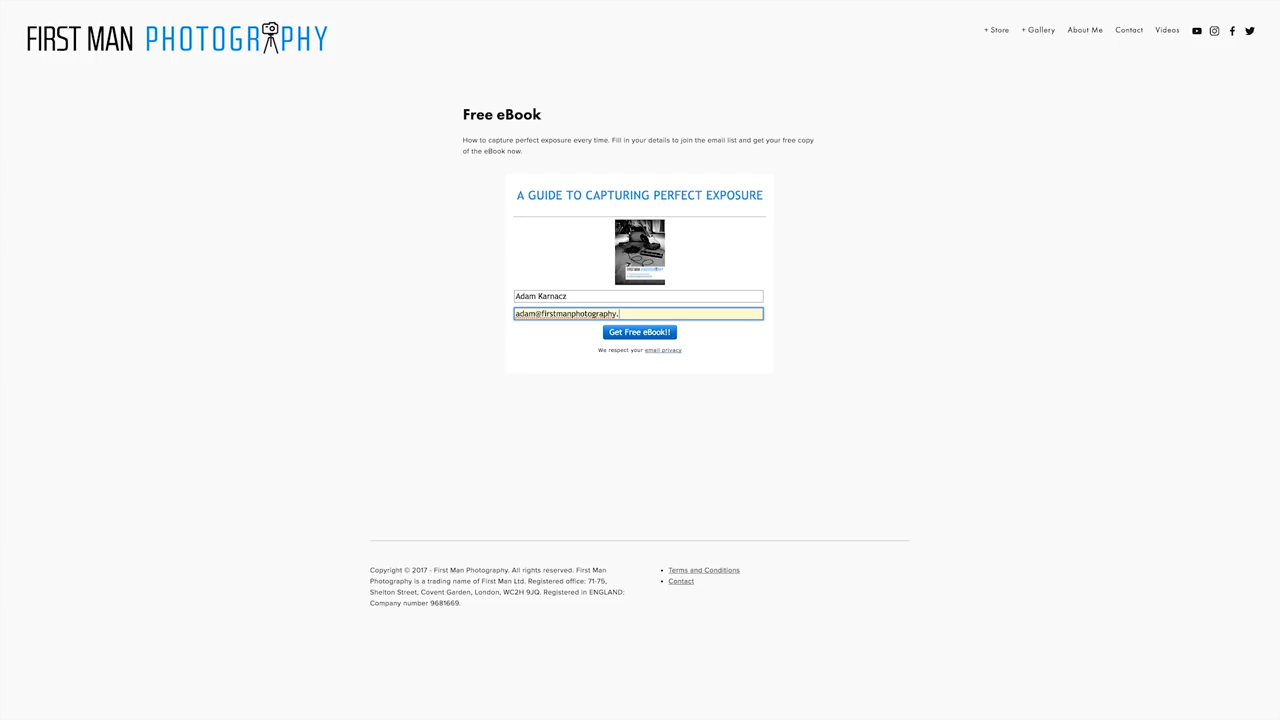 FIRST MAN PHOTOGRAPHY
+ Store + Gallery About Me Contact Videos
Free eBook
How to capture perfect exposure every time. Fill in your details to join the email list and get your free copy
of the eBook now.
A GUIDE TO CAPTURING PERFECT EXPOSURE
FIRST MAN PHOTOGRAPHY
Adam Karnacz
adam@firstmanphotography.
Get Free eBook!!
We respect your email privacy
Copyright © 2017 - First Man Photography. All rights reserved. First Man
Photography is a trading name of First Man Ltd. Registered office: 71-75,
Shelton Street, Covent Garden, London, WC2H 9JQ. Registered in ENGLAND:
Company number 9681669.
• Terms and Conditions
• Contact